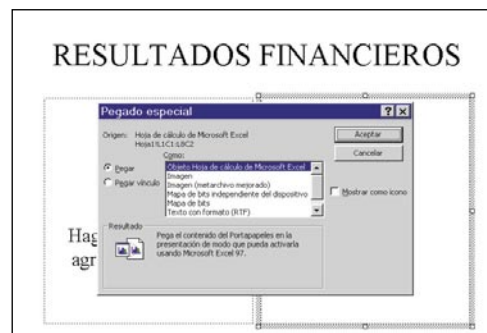 RESULTADOS FINANCIEROS
Pegado especial
Origen: Hoja de cálculo de Microsoft Excel
Hoja1!L1C1:L8C2
Como:
Pegar
Pegar vínculo
Objeto Hoja de cálculo de Microsoft Excel
Imagen
Imagen (metarchivo mejorado)
Mapa de bits independiente del dispositivo
Mapa de bits
Texto con formato (RTF)
Aceptar
Cancelar
Mostrar como icono
Resultado
Pega el contenido del Portapapeles en la
presentación de modo que pueda activarla
usando Microsoft Excel 97.
Hag
agr